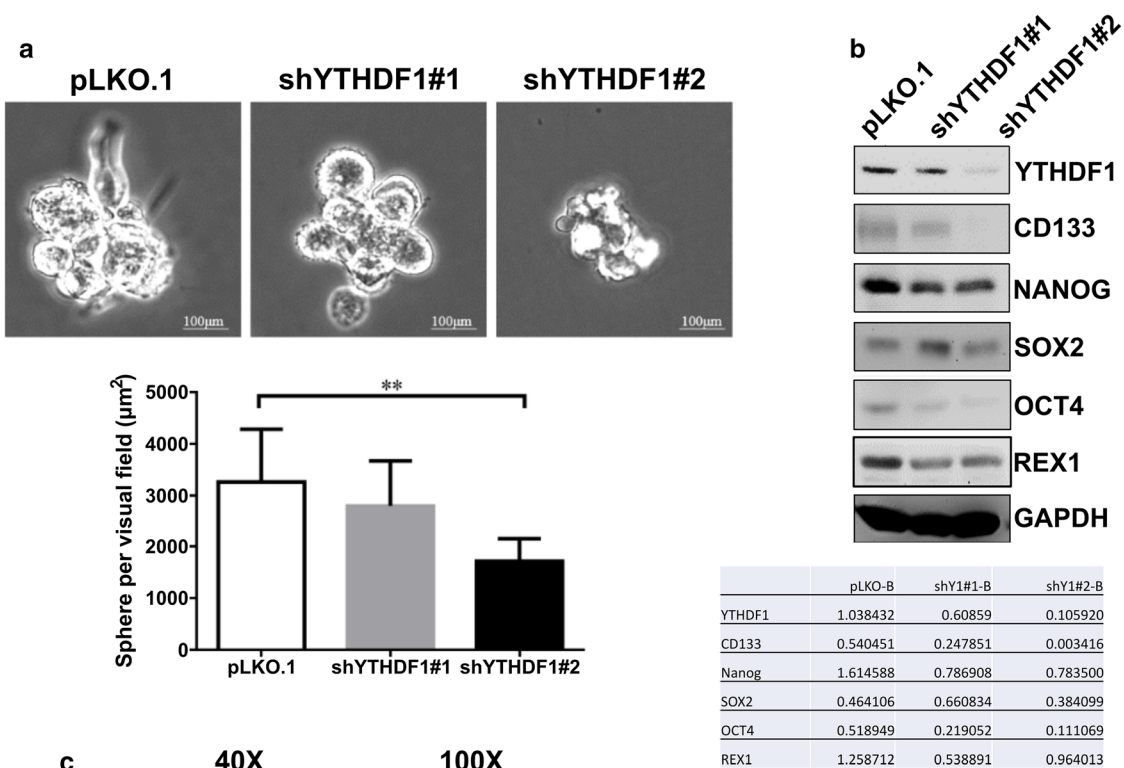 a
pLKO.1 shYTHDF1#1 shYTHDF1#2
100μm 100μm 100μm
Sphere per visual field (μm²)
5000
4000
3000
2000
1000
0
**
pLKO.1 shYTHDF1#1 shYTHDF1#2
b
pLKO.1 shYTHDF1#1 shYTHDF1#2
YTHDF1
CD133
NANOG
SOX2
OCT4
REX1
GAPDH
pLKO-B shY1#1-B shY1#2-B
YTHDF1 1.038432 0.60859 0.105920
CD133 0.540451 0.247851 0.003416
Nanog 1.614588 0.786908 0.783500
SOX2 0.464106 0.660834 0.384099
OCT4 0.518949 0.219052 0.111069
REX1 1.258712 0.538891 0.964013
c 40X 100X